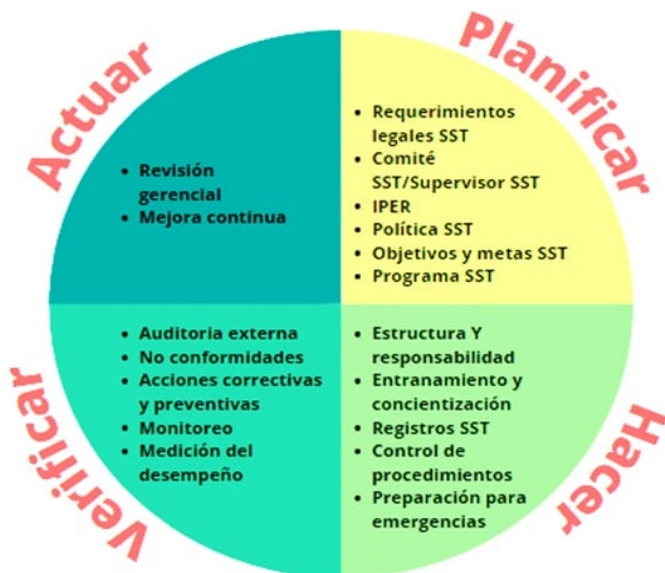 Actuar
• Revisión
gerencial
• Mejora continua
Planificar
• Requerimientos
legales SST
• Comité
SST/Supervisor SST
• IPER
• Política SST
• Objetivos y metas SST
• Programa SST
Verificar
• Auditoria externa
• No conformidades
• Acciones correctivas
y preventivas
• Monitoreo
• Medición del
desempeño
Hacer
• Estructura Y
responsabilidad
• Entranamiento y
concientización
• Registros SST
• Control de
procedimientos
• Preparación para
emergencias